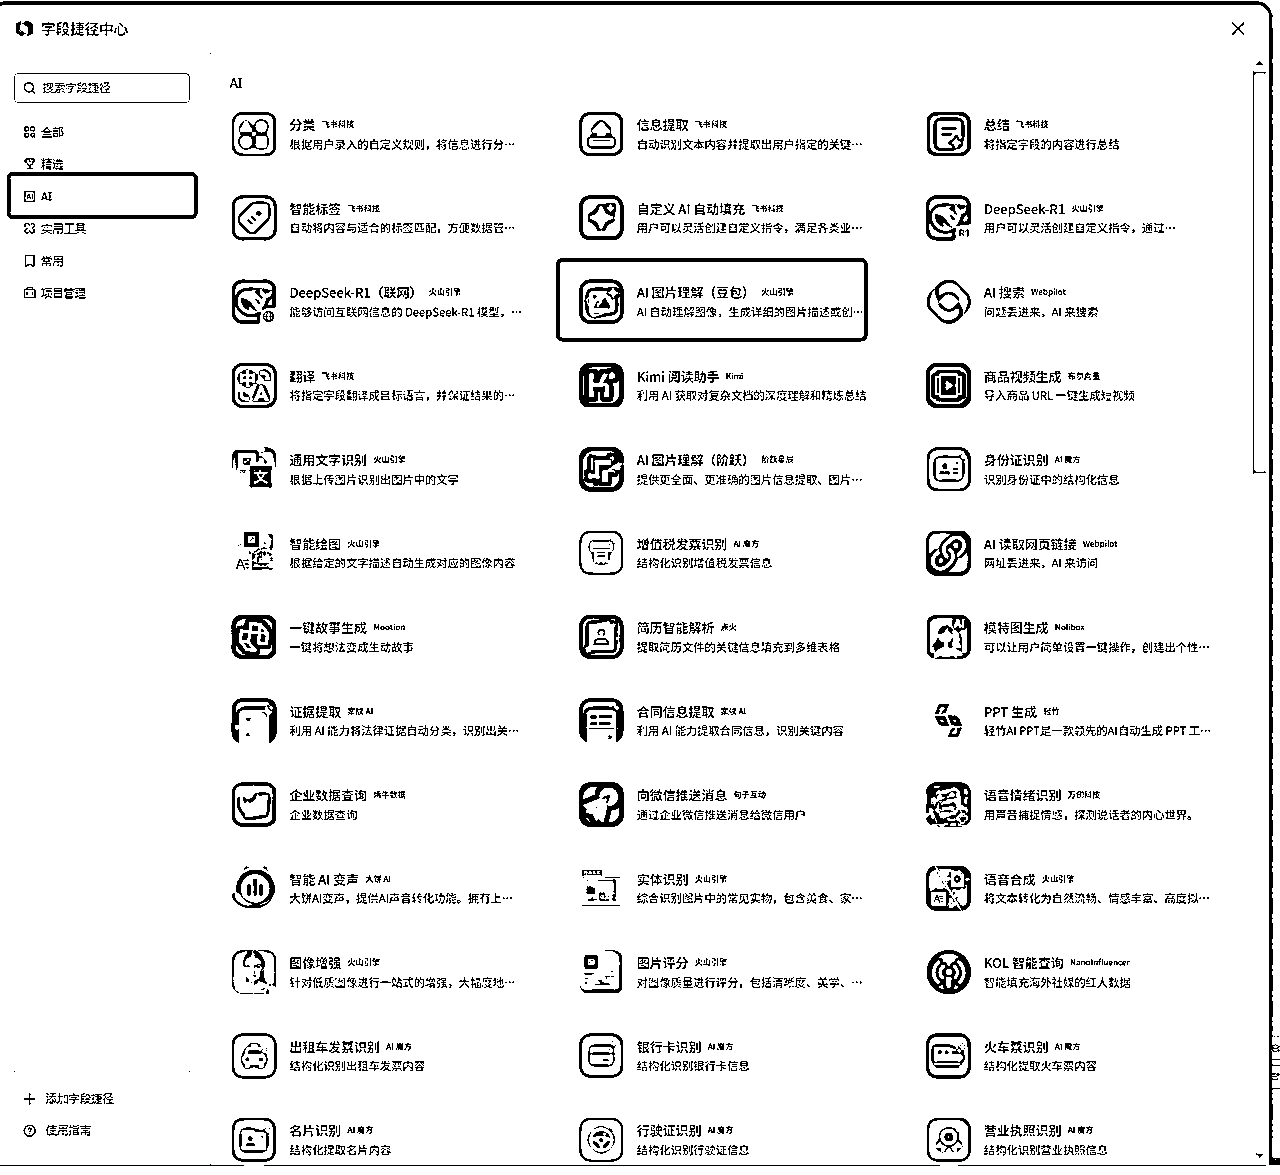 字段捷径中心
搜索字段捷径
全部
精选
AI
实用工具
常用
项目管理
添加字段捷径
使用指南
AI
分类 飞书科技
根据用户录入的自定义规则，将信息进行分…
信息提取 飞书科技
自动识别文本内容并提取出用户指定的关键…
总结 飞书科技
将指定字段的内容进行总结
智能标签 飞书科技
自动将内容与适合的标签匹配，方便数据管…
自定义 AI 自动填充 飞书科技
用户可以灵活创建自定义指令，满足各类业…
DeepSeek-R1 火山引擎
用户可以灵活创建自定义指令，通过…
DeepSeek-R1（联网） 火山引擎
能够访问互联网信息的 DeepSeek-R1 模型，…
AI 图片理解（豆包） 火山引擎
AI 自动理解图像，生成详细的图片描述或创…
AI 搜索 Webpilot
问题丢进来，AI 来搜索
翻译 飞书科技
将指定字段翻译成目标语言，并保证结果的…
Kimi 阅读助手 Kimi
利用 AI 获取对复杂文档的深度理解和精炼总结
商品视频生成
导入商品 URL 一键生成短视频
通用文字识别 火山引擎
根据上传图片识别出图片中的文字
AI 图片理解（阶跃） 阶跃星辰
提供更全面、更准确的图片信息提取、图片…
身份证识别 AI 魔方
识别身份证中的结构化信息
智能绘图 火山引擎
根据给定的文字描述自动生成对应的图像内容
增值税发票识别 AI 魔方
结构化识别增值税发票信息
AI 读取网页链接 Webpilot
网址丢进来，AI 来访问
一键故事生成 Mootion
一键将想法变成生动故事
简历智能解析
提取简历文件的关键信息填充到多维表格
模特图生成 Nolibox
可以让用户简单设置一键操作，创建出个性…
证据提取
利用 AI 能力将法律证据自动分类，识别出关…
合同信息提取
利用 AI 能力提取合同信息，识别关键内容
PPT 生成 轻竹
轻竹AI PPT是一款领先的AI自动生成 PPT 工…
企业数据查询
企业数据查询
向微信推送消息 句子互动
通过企业微信推送消息给微信用户
语音情绪识别
用声音捕捉情感，探测说话者的内心世界。
智能 AI 变声 大饼 AI
大饼AI变声，提供AI声音转化功能。拥有上…
实体识别 火山引擎
综合识别图片中的常见实物，包含美食、家…
语音合成 火山引擎
将文本转化为自然流畅、情感丰富、高度拟…
图像增强 火山引擎
针对低质图像进行一站式的增强，大幅度地…
图片评分 火山引擎
对图像质量进行评分，包括清晰度、美学、…
KOL 智能查询 NanoInfluencer
智能填充海外社媒的红人数据
出租车发票识别 AI 魔方
结构化识别出租车发票内容
银行卡识别 AI 魔方
结构化识别银行卡信息
火车票识别 AI 魔方
结构化提取火车票内容
名片识别 AI 魔方
结构化提取名片内容
行驶证识别 AI 魔方
结构化识别行驶证信息
营业执照识别 AI 魔方
结构化识别营业执照信息